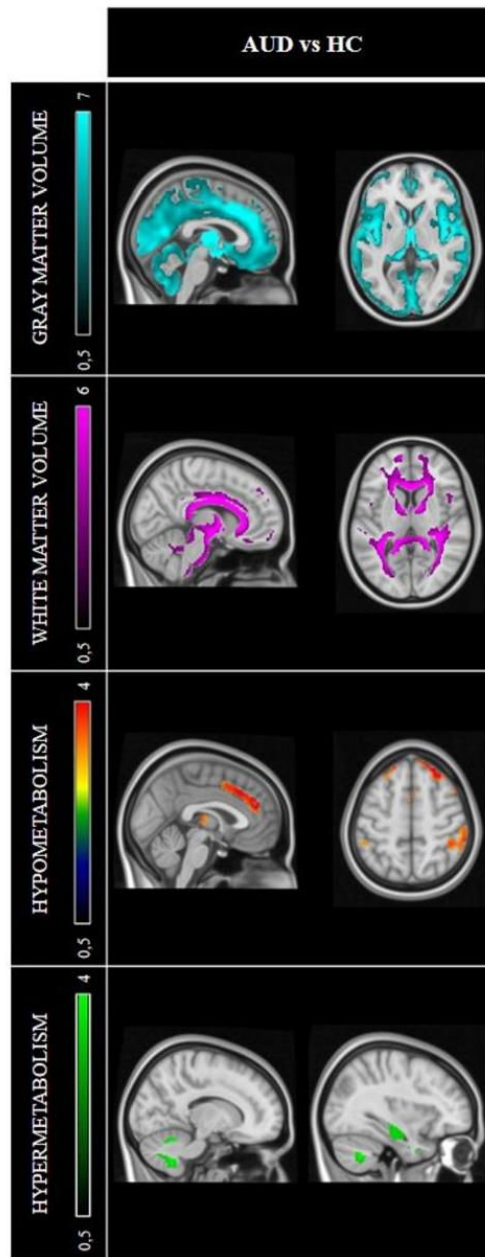 AUD vs HC
GRAY MATTER VOLUME
7
0,5
WHITE MATTER VOLUME
6
0,5
HYPOMETABOLISM
4
0,5
HYPERMETABOLISM
4
0,5